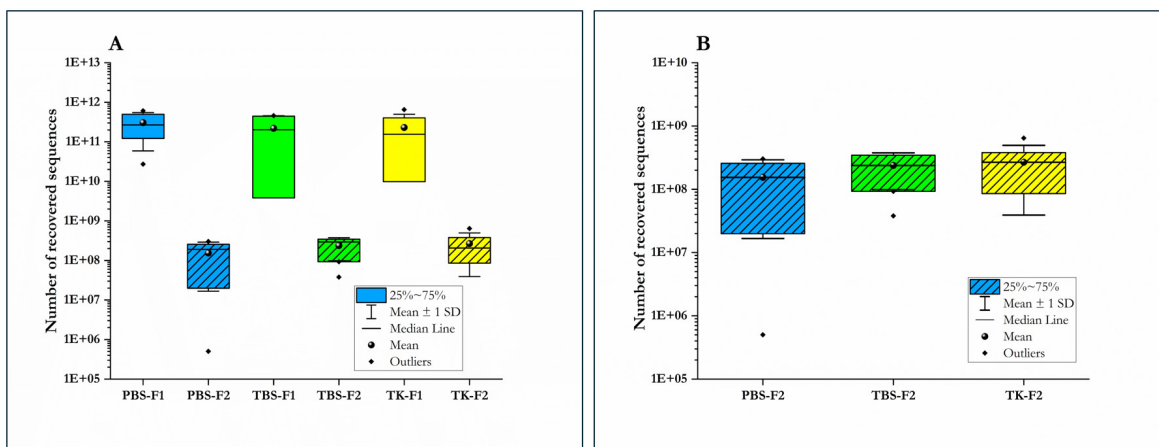 A
Number of recovered sequences
1E+13
1E+12
1E+11
1E+10
1E+09
1E+08
1E+07
1E+06
1E+05
PBS-F1
PBS-F2
TBS-F1
TBS-F2
TK-F1
TK-F2
25%~75%
Mean ± 1 SD
Median Line
Mean
Outliers
B
Number of recovered sequences
1E+10
1E+09
1E+08
1E+07
1E+06
1E+05
PBS-F2
TBS-F2
TK-F2
25%~75%
Mean ± 1 SD
Median Line
Mean
Outliers